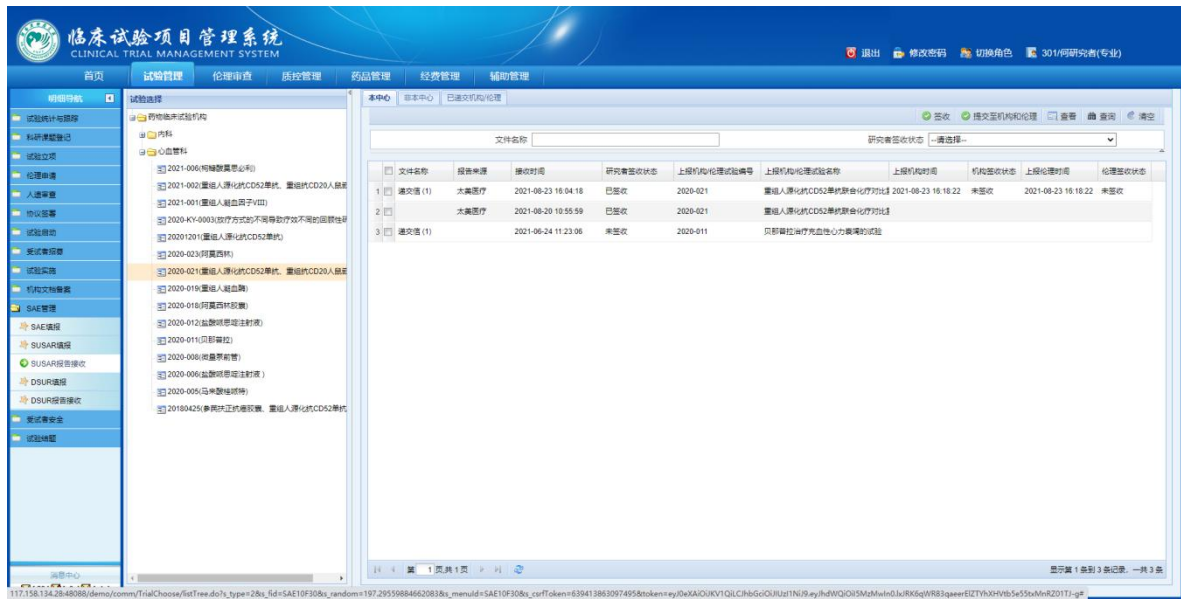 临床试验项目管理系统
CLINICAL TRIAL MANAGEMENT SYSTEM
退出 修改密码 切换角色 301/何研究者(专业)
首页 试验管理 伦理审查 质控管理 药品管理 经费管理 辅助管理
明细导航
试验统计与跟踪
科研课题登记
试验立项
伦理申请
人遗审查
协议签署
试验启动
受试者招募
试验实施
机构文档备案
SAE管理
SAE填报
SUSAR填报
SUSAR报告接收
DSUR填报
DSUR报告接收
受试者安全
试验结题
消息中心
试验选择
药物临床试验机构
内科
心血管科
2021-006(枸橼酸莫思必利)
2021-002(重组人源化抗CD52单抗、重组抗CD20人鼠嵌
2021-001(重组人凝血因子VIII)
2020-KY-0003(放疗方式的不同导致疗效不同的回顾性研
20201201(重组人源化抗CD52单抗)
2020-023(阿莫西林)
2020-021(重组人源化抗CD52单抗、重组抗CD20人鼠嵌
2020-019(重组人凝血酶)
2020-018(阿莫西林胶囊)
2020-012(盐酸哌思啶注射液)
2020-011(贝那普拉)
2020-008(微量泵前管)
2020-006(盐酸哌思啶注射液)
2020-005(马来酸桂哌特)
20180425(参芪扶正抗癌胶囊、重组人源化抗CD52单抗
本中心 非本中心 已递交机构/伦理
签收 提交至机构和伦理 查看 查询 清空
文件名称 研究者签收状态 --请选择--
文件名称 报告来源 接收时间 研究者签收状态 上报机构/伦理试验编号 上报机构/伦理试验名称 上报机构时间 机构签收状态 上报伦理时间 伦理签收状态
1 递交信(1) 太美医疗 2021-08-23 16:04:18 已签收 2020-021 重组人源化抗CD52单抗联合化疗对比 2021-08-23 16:18:22 未签收 2021-08-23 16:18:22 未签收
2 太美医疗 2021-08-20 10:55:59 已签收 2020-021 重组人源化抗CD52单抗联合化疗对比
3 递交信(1) 2021-06-24 11:23:06 未签收 2020-011 贝那普拉治疗充血性心力衰竭的试验
第 1 页,共 1 页
显示第 1 条到 3 条记录，一共 3 条